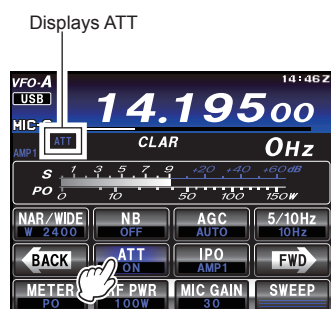 Displays ATT
14:46Z
VFO-A
USB
14.19500
MIC
ATT
AMP1
CLAR
0Hz
S 1 3 5 7 9 +20 +40 +60dB
PO 0 10 50 100 150W
NAR/WIDE NB AGC 5/10Hz
W 2400 OFF AUTO 10Hz
BACK ATT IPO FWD
ON AMP1
METER RF PWR MIC GAIN SWEEP
PO 100W 30